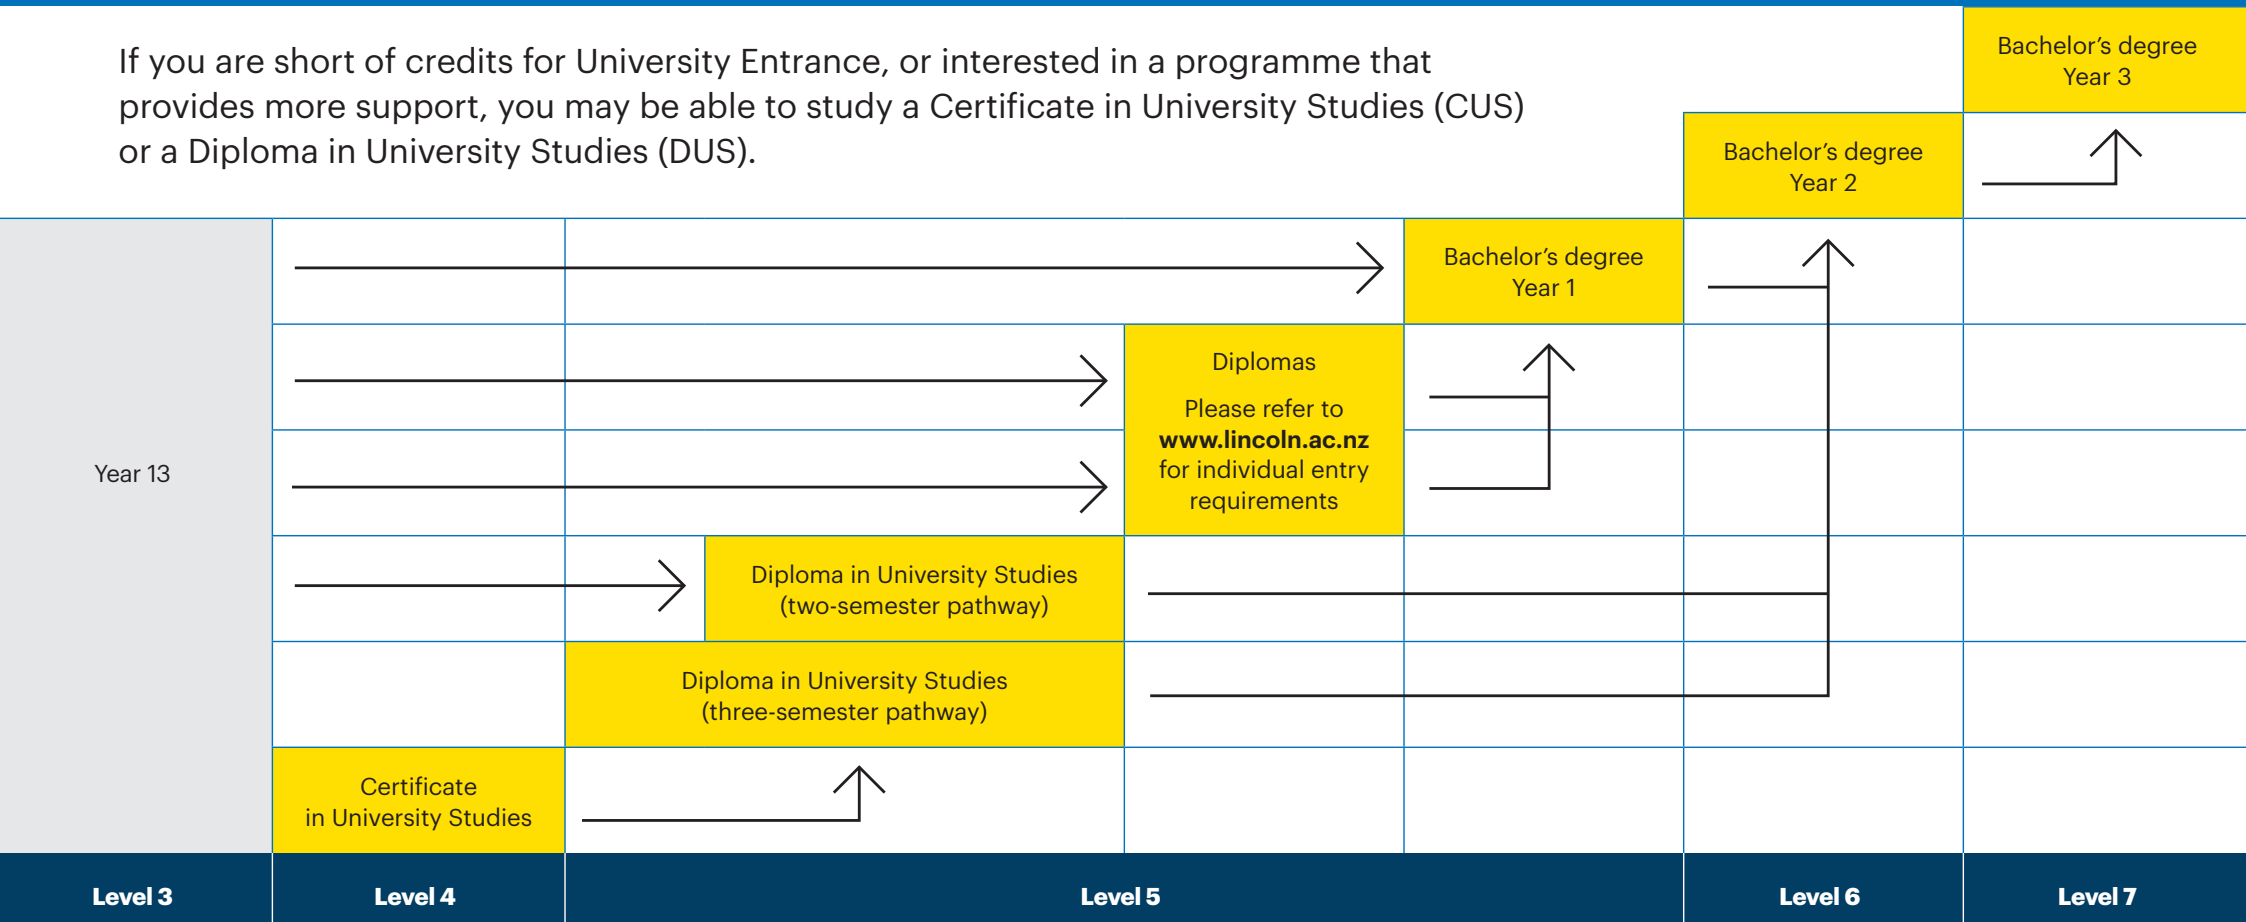 If you are short of credits for University Entrance, or interested in a programme that
provides more support, you may be able to study a Certificate in University Studies (CUS)
or a Diploma in University Studies (DUS).
Bachelor’s degree
Year 3
Bachelor’s degree
Year 2
Bachelor’s degree
Year 1
Diplomas
Please refer to
www.lincoln.ac.nz
for individual entry
requirements
Year 13
Diploma in University Studies
(two-semester pathway)
Diploma in University Studies
(three-semester pathway)
Certificate
in University Studies
Level 3
Level 4
Level 5
Level 6
Level 7